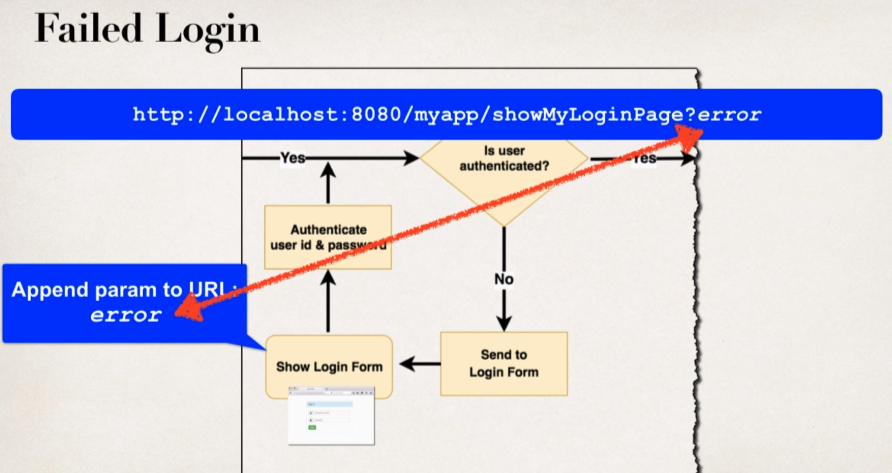 Failed Login
http://localhost:8080/myapp/showMyLoginPage?error
Is user
authenticated?
Yes
Yes
Authenticate
user id & password
Append param to URL:
error
No
Show Login Form
Send to
Login Form